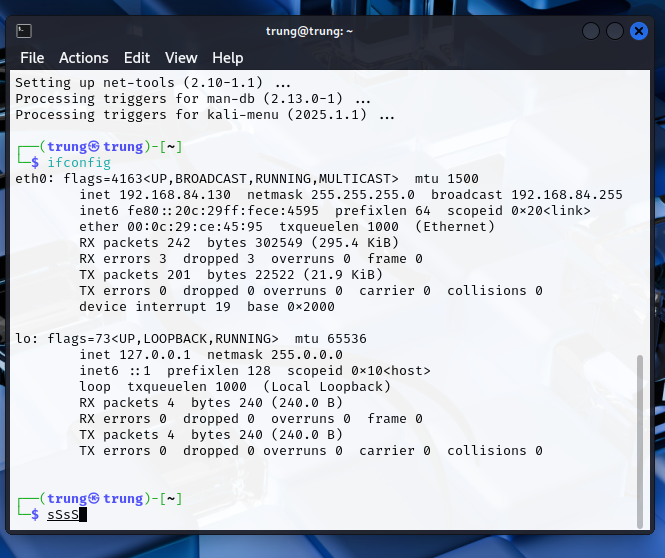 trung@trung: ~
File Actions Edit View Help
Setting up net-tools (2.10-1.1) ...
Processing triggers for man-db (2.13.0-1) ...
Processing triggers for kali-menu (2025.1.1) ...
┌──(trung㉿trung)-[~]
└─$ ifconfig
eth0: flags=4163<UP,BROADCAST,RUNNING,MULTICAST>  mtu 1500
        inet 192.168.84.130  netmask 255.255.255.0  broadcast 192.168.84.255
        inet6 fe80::20c:29ff:fece:4595  prefixlen 64  scopeid 0×20<link>
        ether 00:0c:29:ce:45:95  txqueuelen 1000  (Ethernet)
        RX packets 242  bytes 302549 (295.4 KiB)
        RX errors 3  dropped 3  overruns 0  frame 0
        TX packets 201  bytes 22522 (21.9 KiB)
        TX errors 0  dropped 0 overruns 0  carrier 0  collisions 0
        device interrupt 19  base 0×2000
lo: flags=73<UP,LOOPBACK,RUNNING>  mtu 65536
        inet 127.0.0.1  netmask 255.0.0.0
        inet6 ::1  prefixlen 128  scopeid 0×10<host>
        loop  txqueuelen 1000  (Local Loopback)
        RX packets 4  bytes 240 (240.0 B)
        RX errors 0  dropped 0  overruns 0  frame 0
        TX packets 4  bytes 240 (240.0 B)
        TX errors 0  dropped 0 overruns 0  carrier 0  collisions 0
┌──(trung㉿trung)-[~]
└─$ sSsS